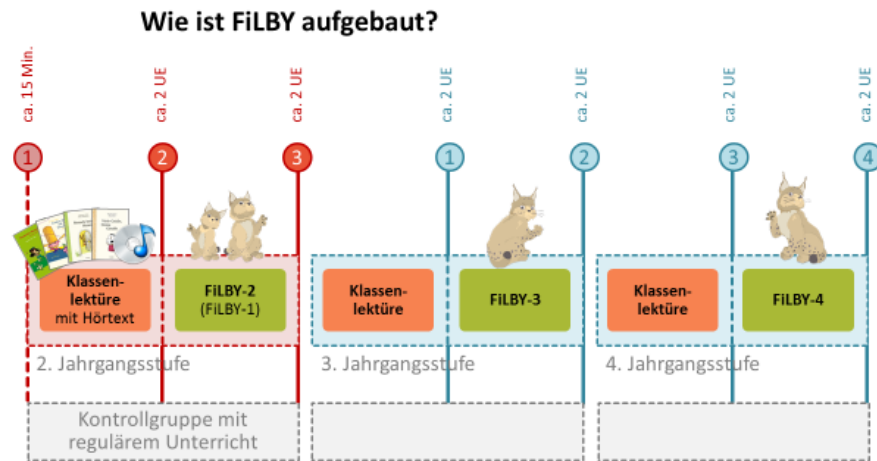 Wie ist FiLBY aufgebaut?
ca. 15 Min.
ca. 2 UE
ca. 2 UE
ca. 2 UE
ca. 2 UE
ca. 2 UE
ca. 2 UE
1
2
3
1
2
3
4
Klassen-
lektüre
mit Hörtext
FiLBY-2
(FiLBY-1)
Klassen-
lektüre
FiLBY-3
Klassen-
lektüre
FiLBY-4
2. Jahrgangsstufe
3. Jahrgangsstufe
4. Jahrgangsstufe
Kontrollgruppe mit
regulärem Unterricht